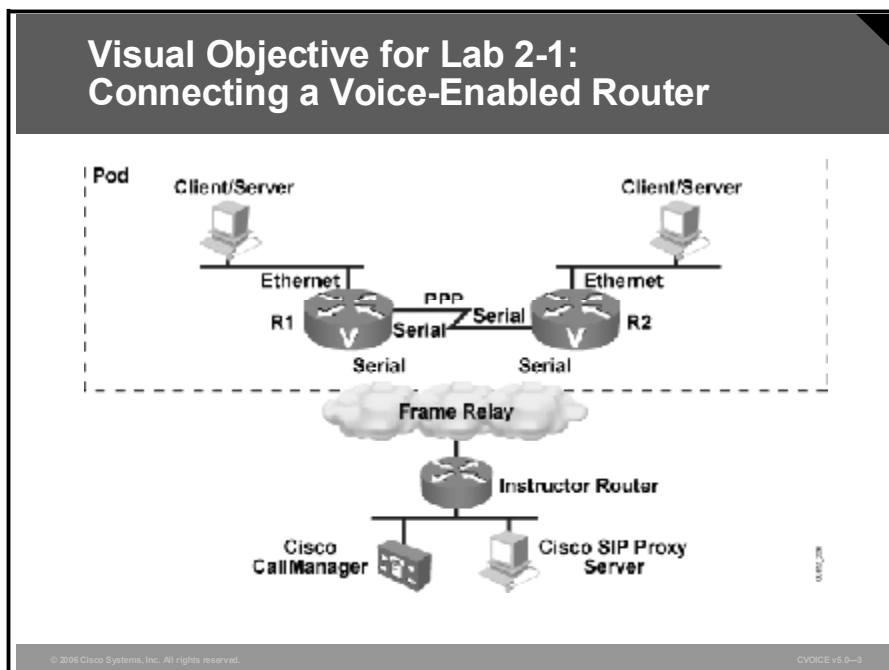 Visual Objective for Lab 2-1:
Connecting a Voice-Enabled Router
Pod
Client/Server
Client/Server
Ethernet
Ethernet
PPP
R1
Serial
Serial
R2
V
V
Serial
Serial
Frame Relay
Instructor Router
Cisco
CallManager
Cisco SIP Proxy
Server
© 2006 Cisco Systems, Inc. All rights reserved.
CVOICE v5.0—3